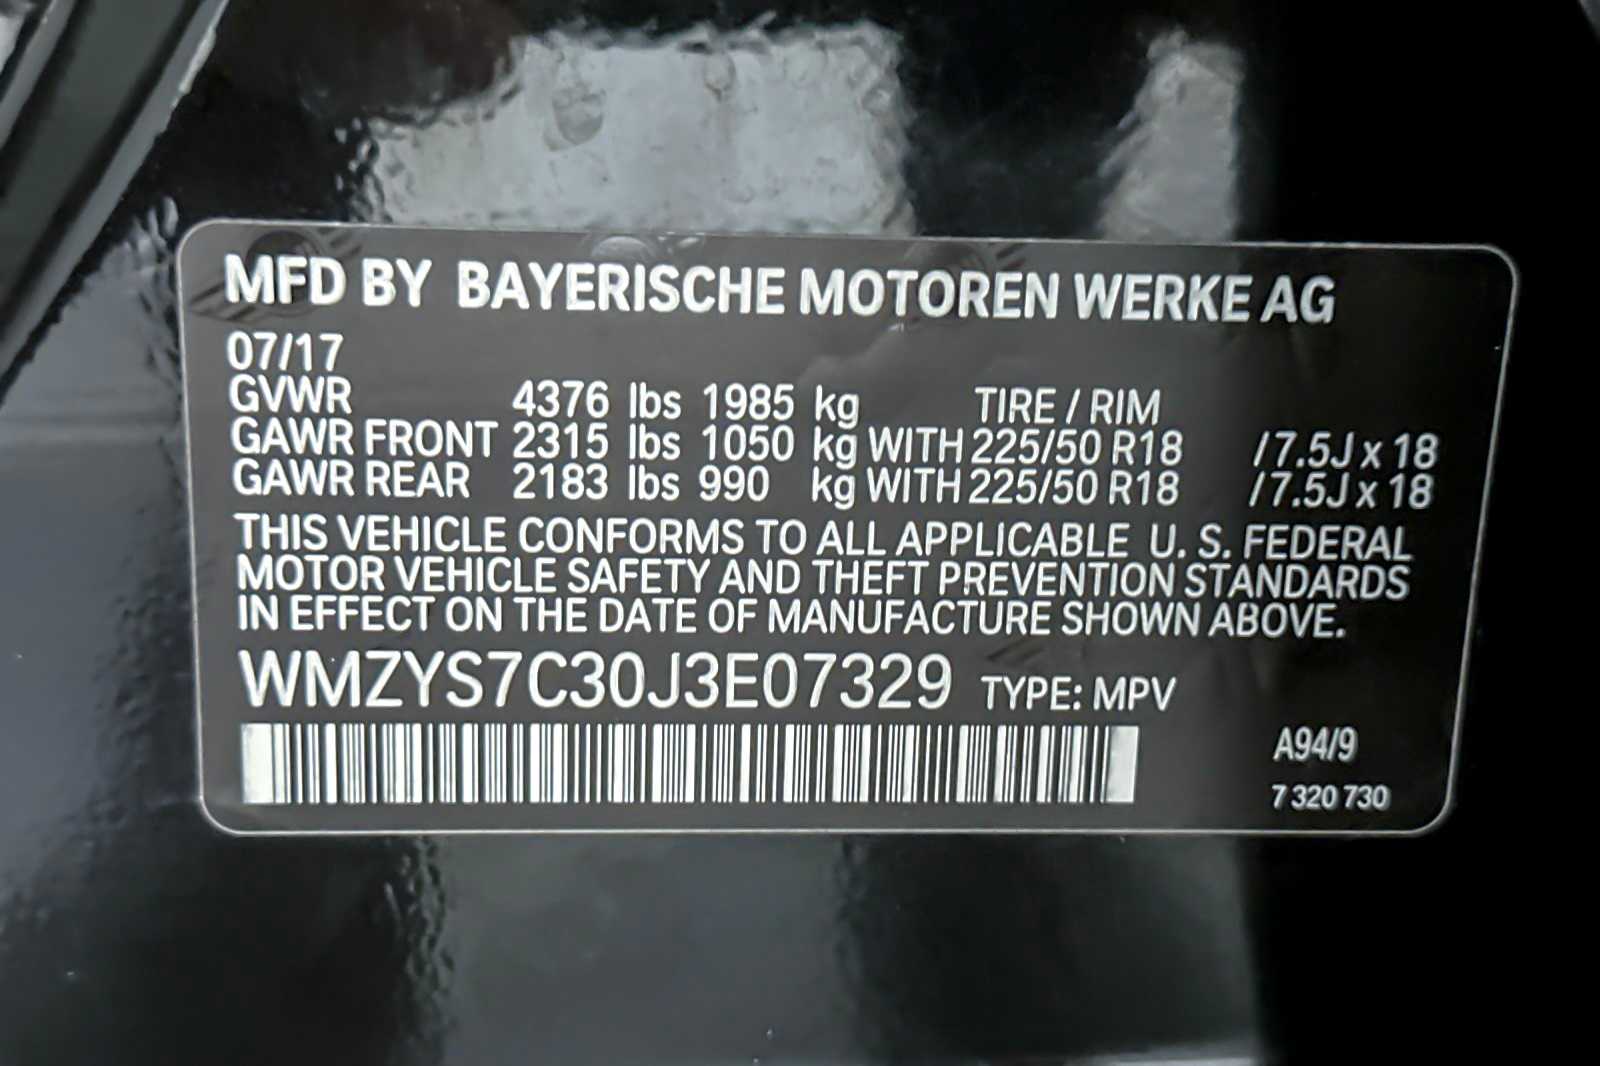 MFD BY BAYERISCHE MOTOREN WERKE AG
07/17
GVWR 4376 lbs 1985 kg TIRE / RIM
GAWR FRONT 2315 lbs 1050 kg WITH 225/50 R18 / 7.5J x 18
GAWR REAR 2183 lbs 990 kg WITH 225/50 R18 / 7.5J x 18
THIS VEHICLE CONFORMS TO ALL APPLICABLE U. S. FEDERAL
MOTOR VEHICLE SAFETY AND THEFT PREVENTION STANDARDS
IN EFFECT ON THE DATE OF MANUFACTURE SHOWN ABOVE.
WMZYS7C30J3E07329 TYPE: MPV
A94/9
7 320 730